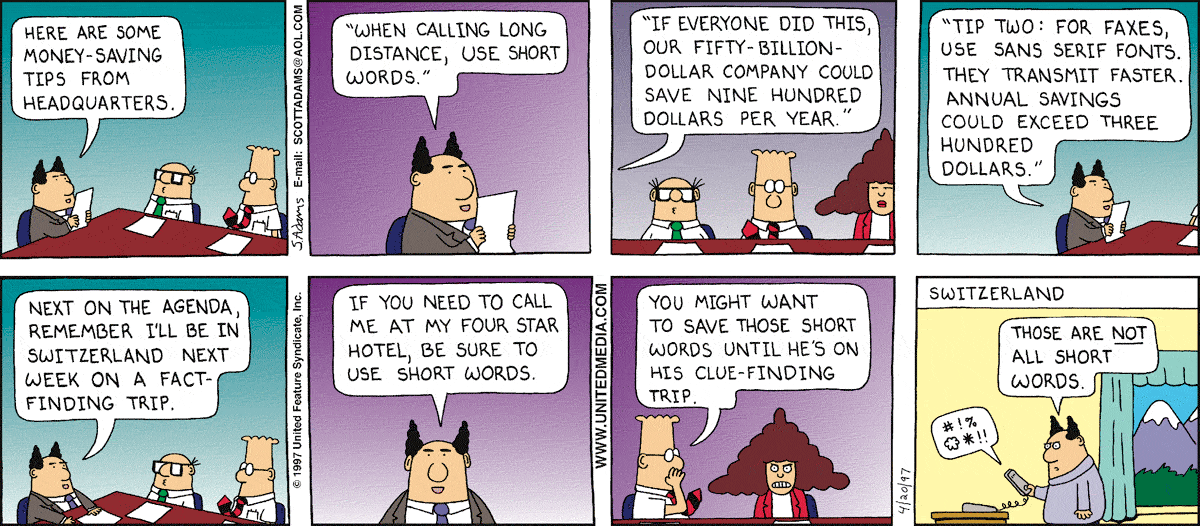 HERE ARE SOME
MONEY-SAVING
TIPS FROM
HEADQUARTERS.
S.Adams E-mail: SCOTTADAMS@AOL.COM
"WHEN CALLING LONG
DISTANCE, USE SHORT
WORDS."
"IF EVERYONE DID THIS,
OUR FIFTY-BILLION-
DOLLAR COMPANY COULD
SAVE NINE HUNDRED
DOLLARS PER YEAR."
"TIP TWO: FOR FAXES,
USE SANS SERIF FONTS.
THEY TRANSMIT FASTER.
ANNUAL SAVINGS
COULD EXCEED THREE
HUNDRED
DOLLARS."
NEXT ON THE AGENDA,
REMEMBER I'LL BE IN
SWITZERLAND NEXT
WEEK ON A FACT-
FINDING TRIP.
© 1997 United Feature Syndicate, Inc.
IF YOU NEED TO CALL
ME AT MY FOUR STAR
HOTEL, BE SURE TO
USE SHORT WORDS.
WWW.UNITEDMEDIA.COM
YOU MIGHT WANT
TO SAVE THOSE SHORT
WORDS UNTIL HE'S ON
HIS CLUE-FINDING
TRIP.
4/20/97
SWITZERLAND
THOSE ARE NOT
ALL SHORT
WORDS.
#!%
✿*!!